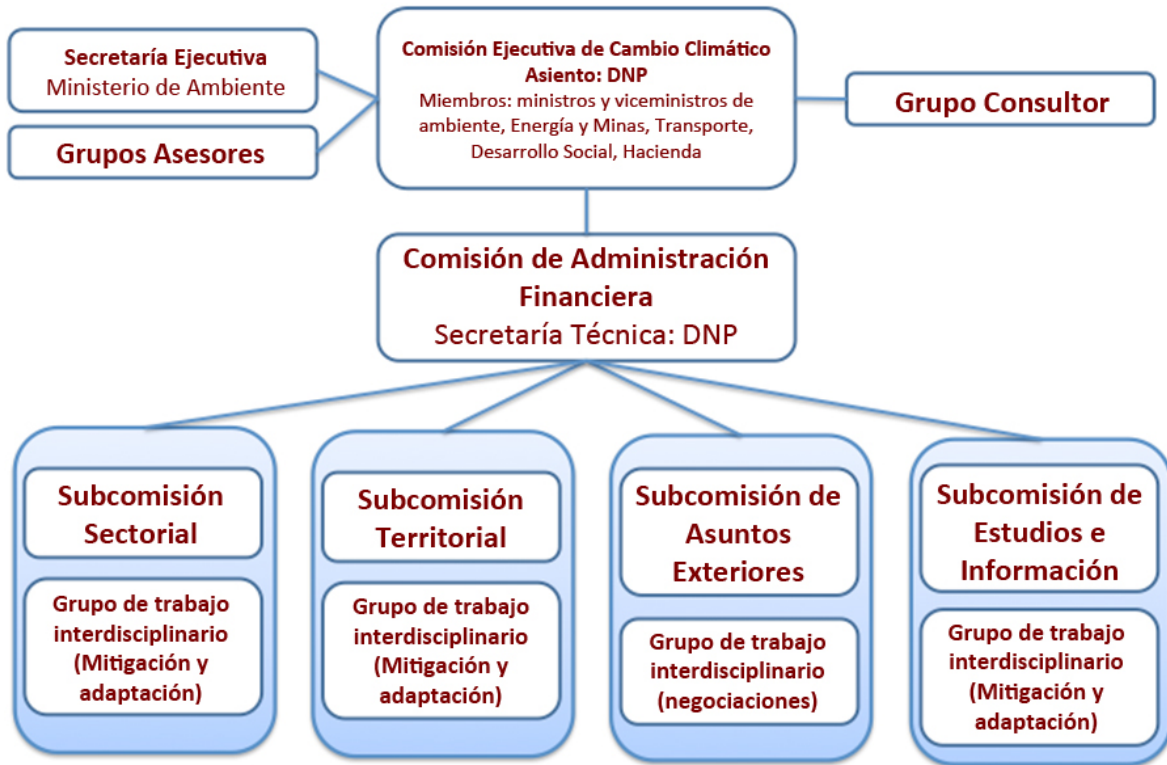 Secretaría Ejecutiva
Ministerio de Ambiente
Grupos Asesores
Comisión Ejecutiva de Cambio Climático
Asiento: DNP
Miembros: ministros y viceministros de
ambiente, Energía y Minas, Transporte,
Desarrollo Social, Hacienda
Grupo Consultor
Comisión de Administración
Financiera
Secretaría Técnica: DNP
Subcomisión
Sectorial
Grupo de trabajo
interdisciplinario
(Mitigación y
adaptación)
Subcomisión
Territorial
Grupo de trabajo
interdisciplinario
(Mitigación y
adaptación)
Subcomisión de
Asuntos
Exteriores
Grupo de trabajo
interdisciplinario
(negociaciones)
Subcomisión de
Estudios e
Información
Grupo de trabajo
interdisciplinario
(Mitigación y
adaptación)